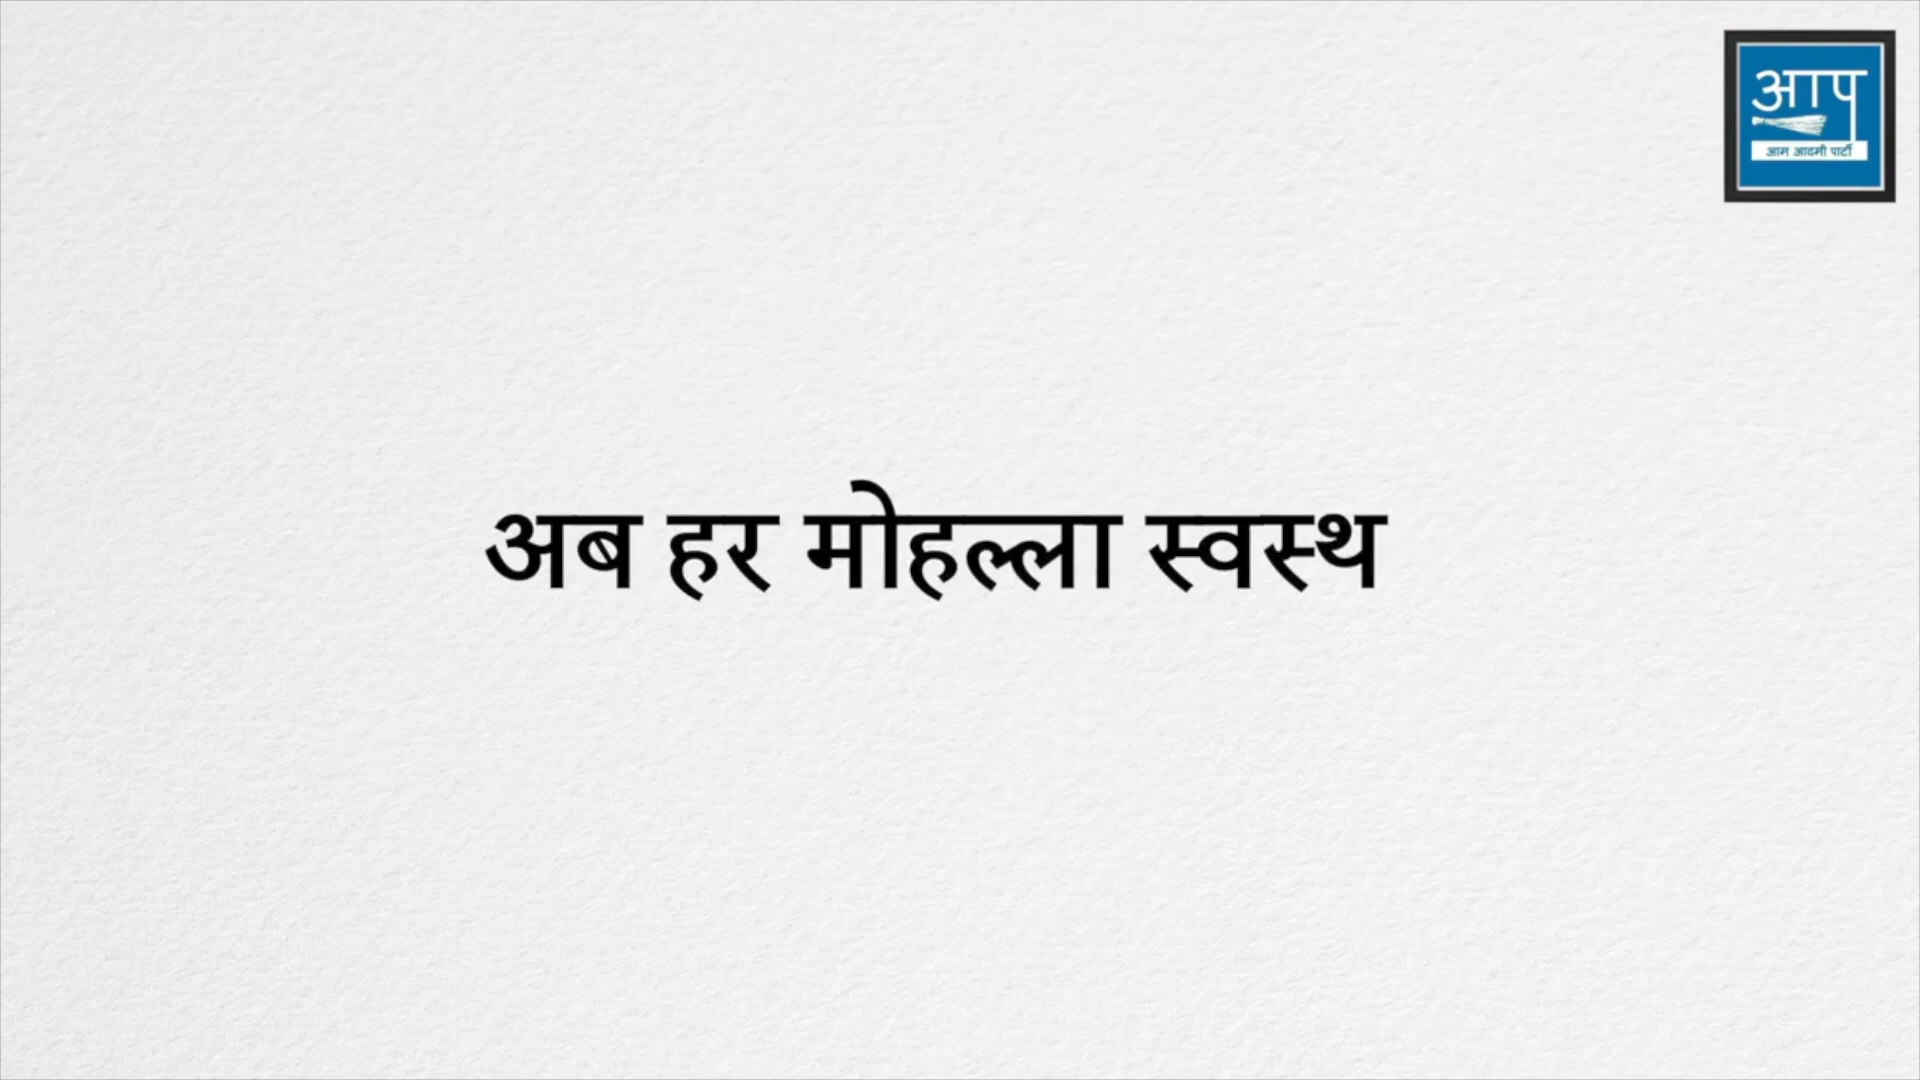 आप
आम आदमी पार्टी
अब हर मोहल्ला स्वस्थ